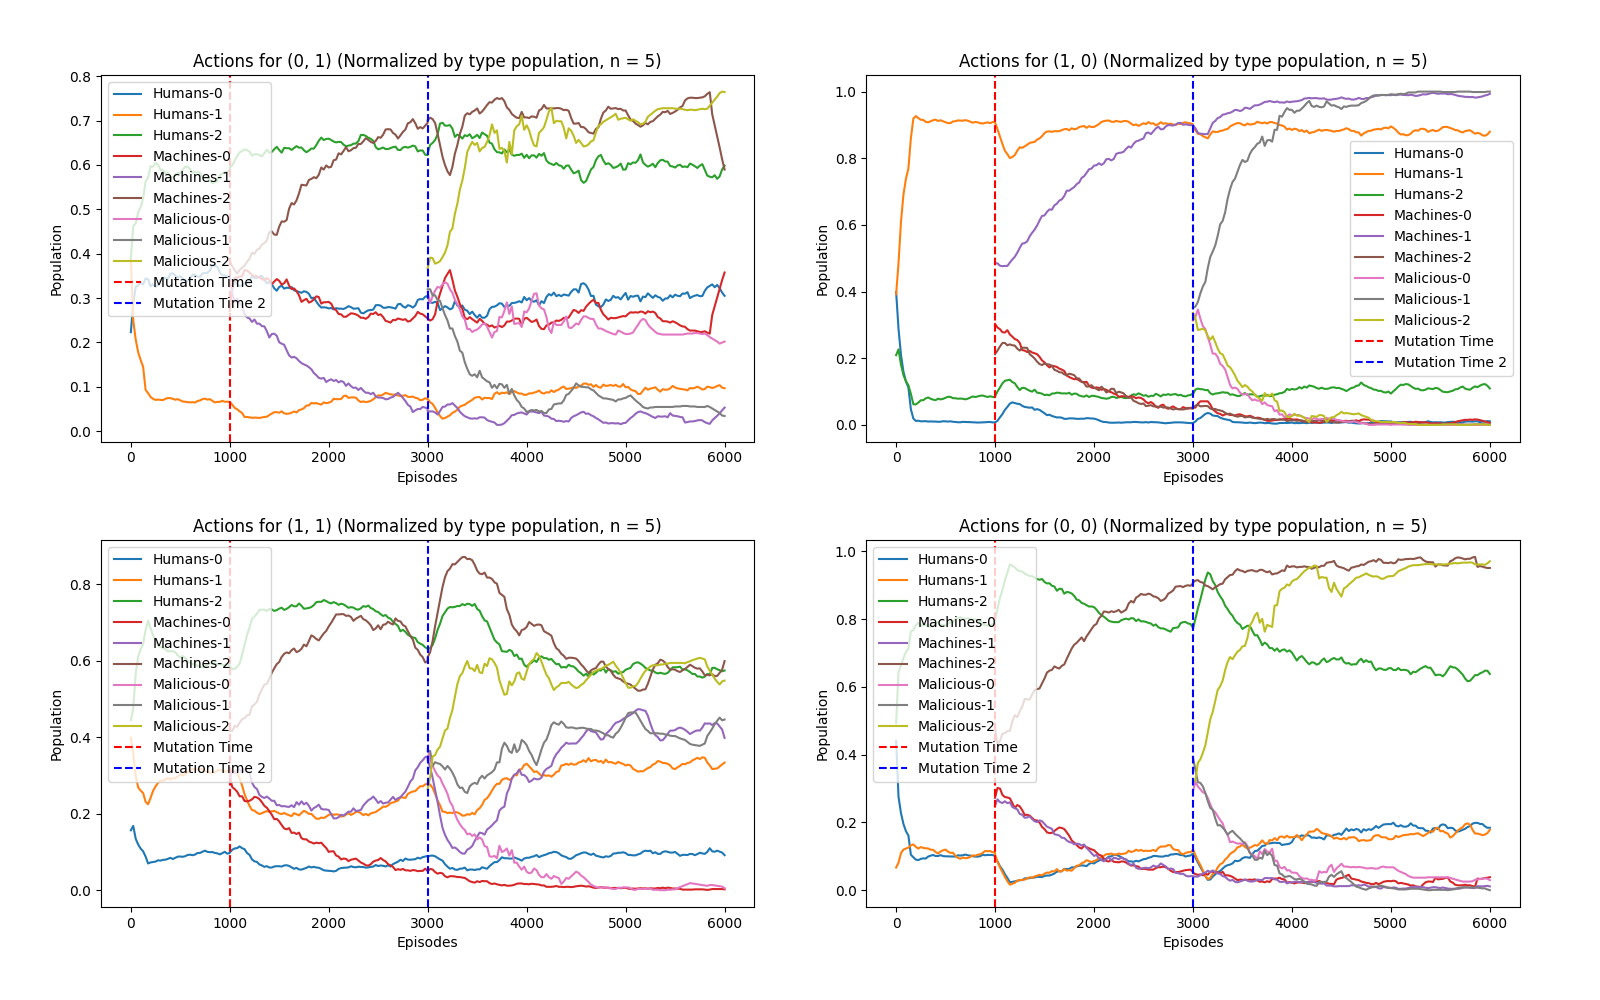 Actions for (0, 1) (Normalized by type population, n = 5)
0.8
0.7
0.6
0.5
0.4
0.3
0.2
0.1
0.0
Population
Humans-0
Humans-1
Humans-2
Machines-0
Machines-1
Machines-2
Malicious-0
Malicious-1
Malicious-2
Mutation Time
Mutation Time 2
0 1000 2000 3000 4000 5000 6000
Episodes
Actions for (1, 0) (Normalized by type population, n = 5)
1.0
0.8
0.6
0.4
0.2
0.0
Population
Humans-0
Humans-1
Humans-2
Machines-0
Machines-1
Machines-2
Malicious-0
Malicious-1
Malicious-2
Mutation Time
Mutation Time 2
0 1000 2000 3000 4000 5000 6000
Episodes
Actions for (1, 1) (Normalized by type population, n = 5)
0.8
0.6
0.4
0.2
0.0
Population
Humans-0
Humans-1
Humans-2
Machines-0
Machines-1
Machines-2
Malicious-0
Malicious-1
Malicious-2
Mutation Time
Mutation Time 2
0 1000 2000 3000 4000 5000 6000
Episodes
Actions for (0, 0) (Normalized by type population, n = 5)
1.0
0.8
0.6
0.4
0.2
0.0
Population
Humans-0
Humans-1
Humans-2
Machines-0
Machines-1
Machines-2
Malicious-0
Malicious-1
Malicious-2
Mutation Time
Mutation Time 2
0 1000 2000 3000 4000 5000 6000
Episodes